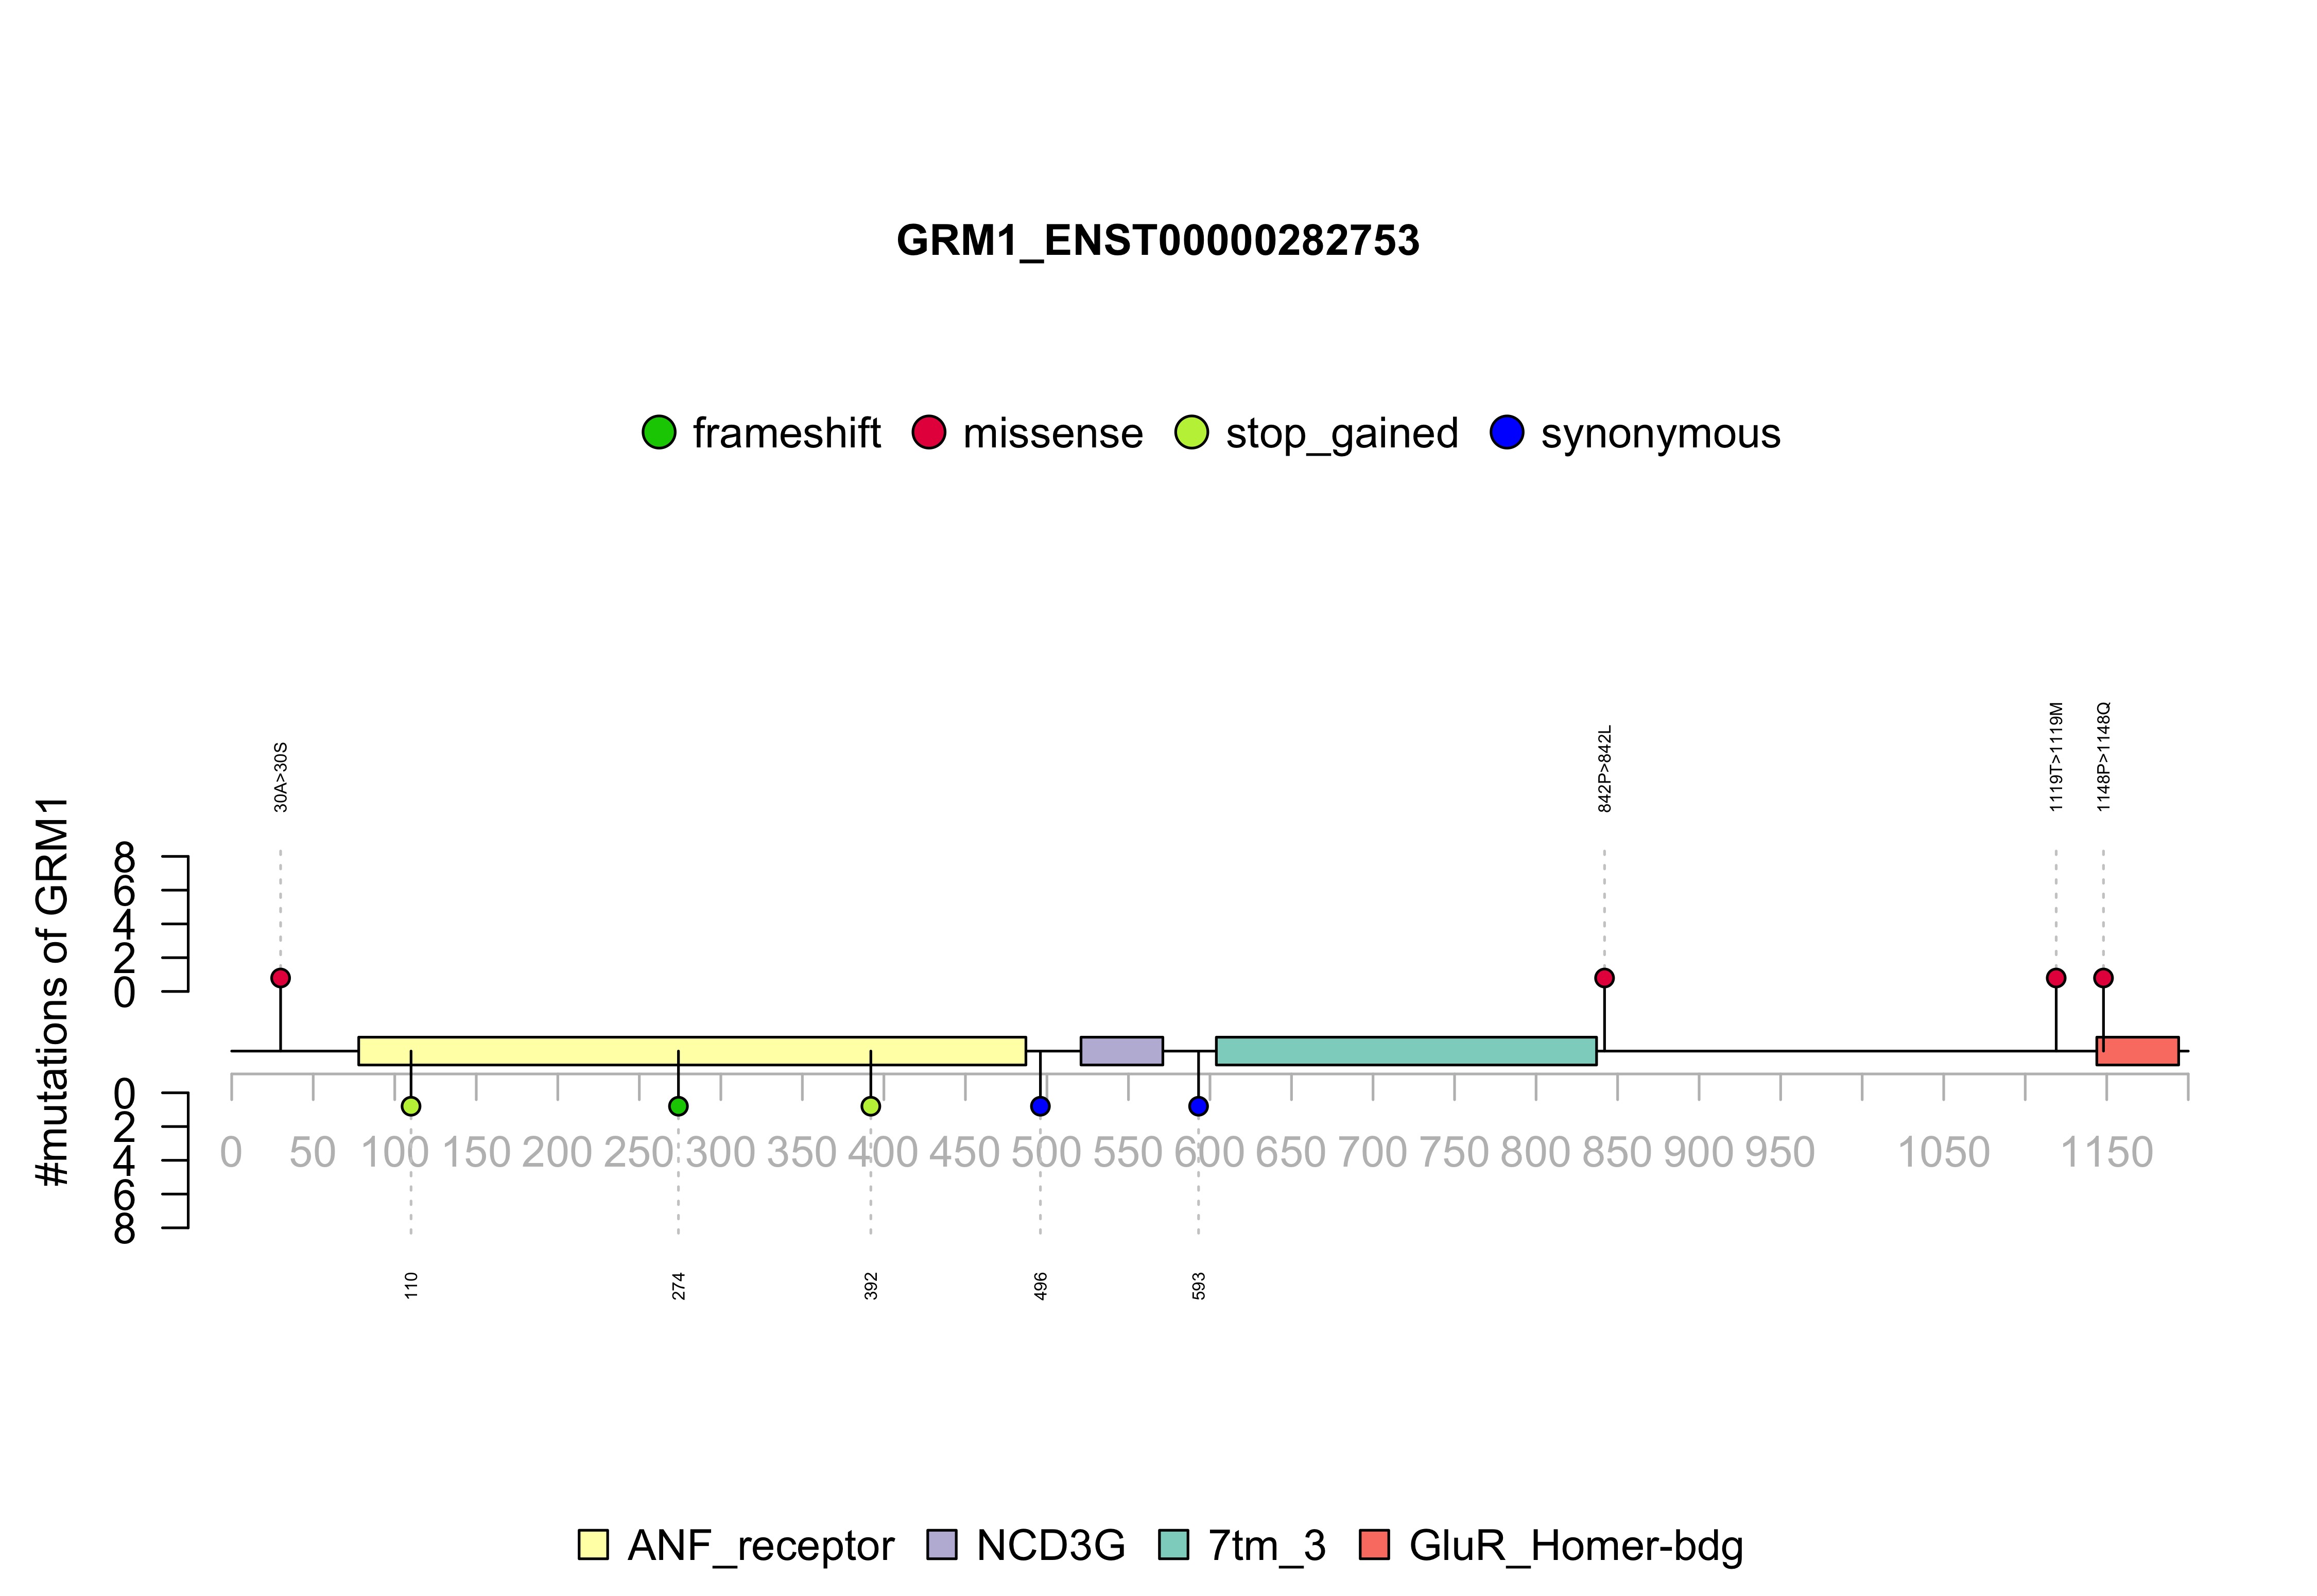 GRM1_ENST00000282753
frameshift missense stop_gained synonymous
30A>30S 842P>842L 1119T>1119M 1148P>1148Q
#mutations of GRM1
8
6
4
2
0
0
2
4
6
8
0 50 100 150 200 250 300 350 400 450 500 550 600 650 700 750 800 850 900 950 1050 1150
110 274 392 496 593
ANF_receptor NCD3G 7tm_3 GluR_Homer-bdg